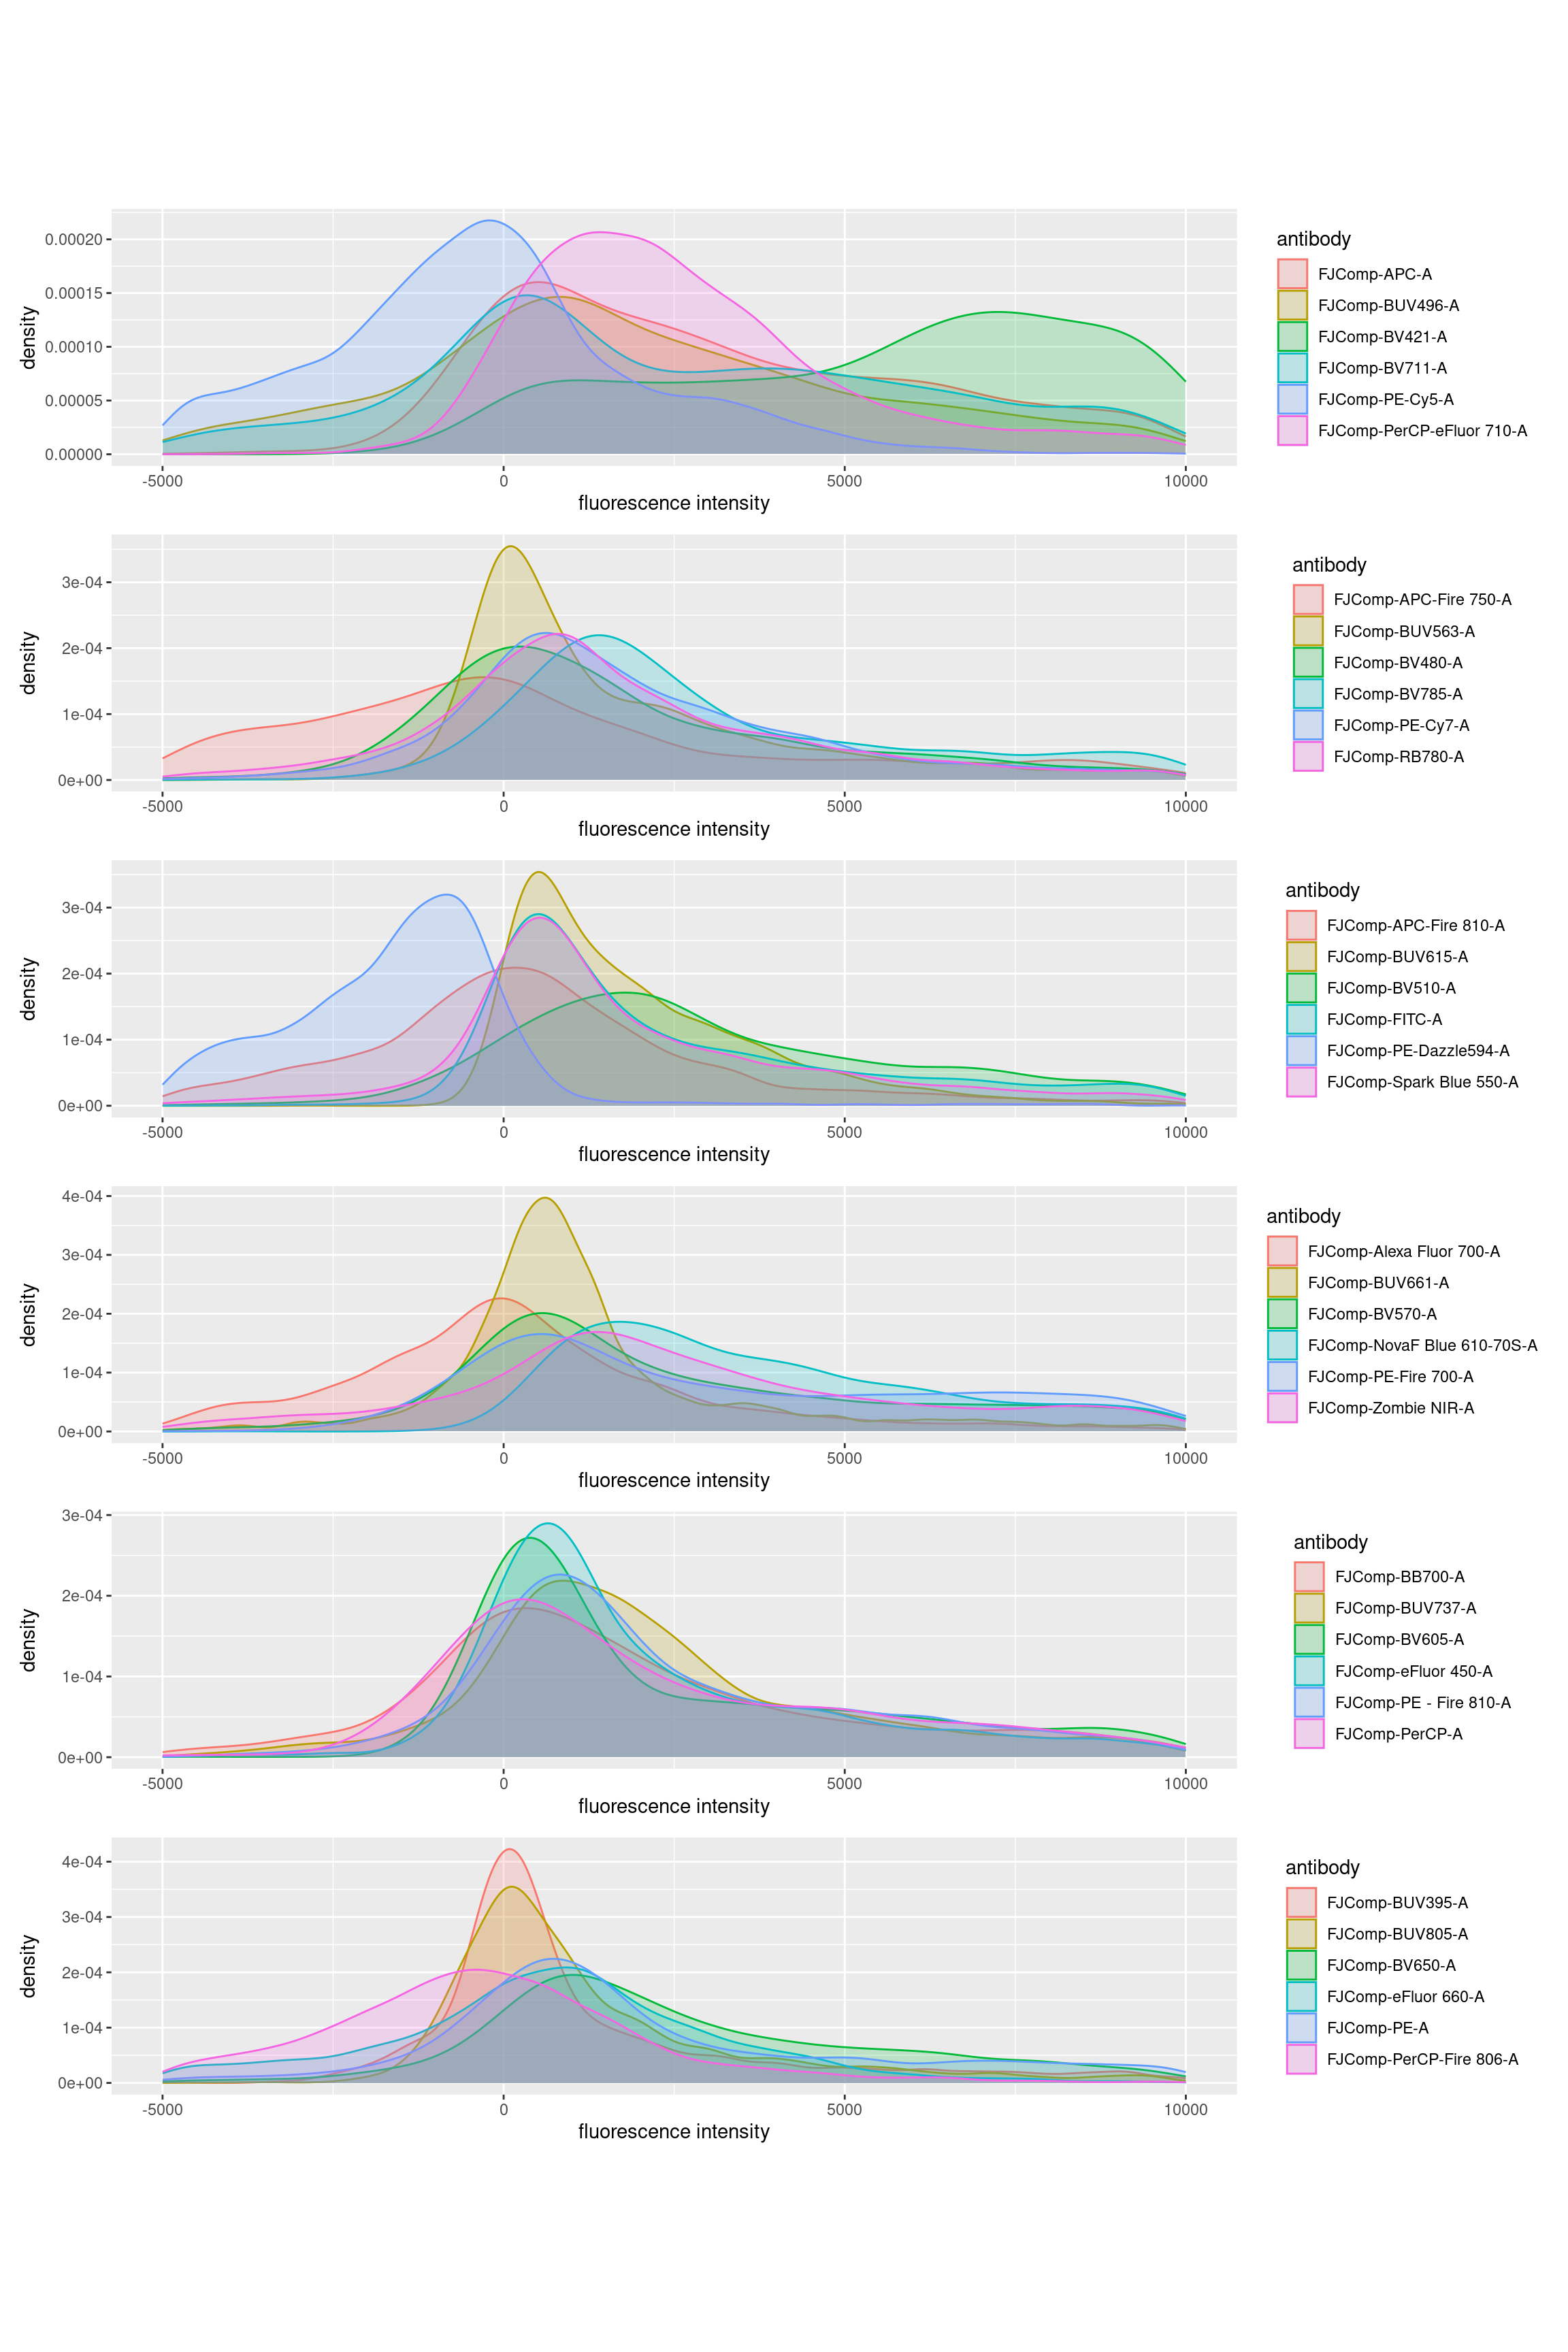 antibody
FJComp-APC-A
FJComp-BUV496-A
FJComp-BV421-A
FJComp-BV711-A
FJComp-PE-Cy5-A
FJComp-PerCP-eFluor 710-A
density
0.00020
0.00015
0.00010
0.00005
0.00000
-5000 0 5000 10000
fluorescence intensity
antibody
FJComp-APC-Fire 750-A
FJComp-BUV563-A
FJComp-BV480-A
FJComp-BV785-A
FJComp-PE-Cy7-A
FJComp-RB780-A
density
3e-04
2e-04
1e-04
0e+00
-5000 0 5000 10000
fluorescence intensity
antibody
FJComp-APC-Fire 810-A
FJComp-BUV615-A
FJComp-BV510-A
FJComp-FITC-A
FJComp-PE-Dazzle594-A
FJComp-Spark Blue 550-A
density
3e-04
2e-04
1e-04
0e+00
-5000 0 5000 10000
fluorescence intensity
antibody
FJComp-Alexa Fluor 700-A
FJComp-BUV661-A
FJComp-BV570-A
FJComp-NovaF Blue 610-70S-A
FJComp-PE-Fire 700-A
FJComp-Zombie NIR-A
density
4e-04
3e-04
2e-04
1e-04
0e+00
-5000 0 5000 10000
fluorescence intensity
antibody
FJComp-BB700-A
FJComp-BUV737-A
FJComp-BV605-A
FJComp-eFluor 450-A
FJComp-PE - Fire 810-A
FJComp-PerCP-A
density
3e-04
2e-04
1e-04
0e+00
-5000 0 5000 10000
fluorescence intensity
antibody
FJComp-BUV395-A
FJComp-BUV805-A
FJComp-BV650-A
FJComp-eFluor 660-A
FJComp-PE-A
FJComp-PerCP-Fire 806-A
density
4e-04
3e-04
2e-04
1e-04
0e+00
-5000 0 5000 10000
fluorescence intensity